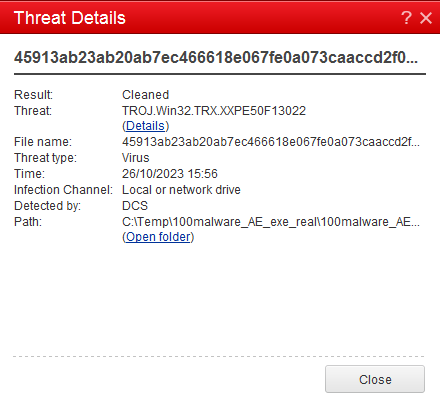 Threat Details ? ×
45913ab23ab20ab7ec466618e067fe0a073caaccd2f0...
Result: Cleaned
Threat: TROJ.Win32.TRX.XXPE50F13022
(Details)
File name: 45913ab23ab20ab7ec466618e067fe0a073caaccd2f...
Threat type: Virus
Time: 26/10/2023 15:56
Infection Channel: Local or network drive
Detected by: DCS
Path: C:\Temp\100malware_AE_exe_real\100malware_AE...
(Open folder)
Close